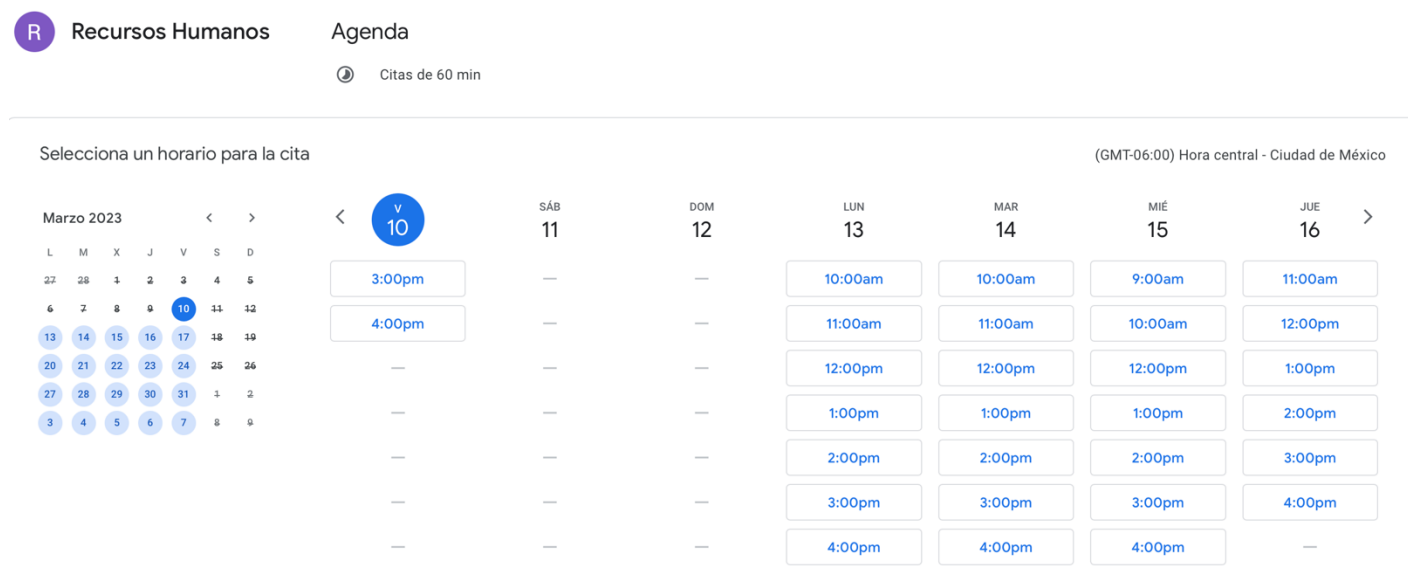 R Recursos Humanos Agenda
Citas de 60 min
Selecciona un horario para la cita (GMT-06:00) Hora central - Ciudad de México
Marzo 2023
L M X J V S D
27 28 1 2 3 4 5
6 7 8 9 10 11 12
13 14 15 16 17 18 19
20 21 22 23 24 25 26
27 28 29 30 31 1 2
3 4 5 6 7 8 9
V SÁB DOM LUN MAR MIÉ JUE
10 11 12 13 14 15 16
3:00pm — — 10:00am 10:00am 9:00am 11:00am
4:00pm — — 11:00am 11:00am 10:00am 12:00pm
— — — 12:00pm 12:00pm 12:00pm 1:00pm
— — — 1:00pm 1:00pm 1:00pm 2:00pm
— — — 2:00pm 2:00pm 2:00pm 3:00pm
— — — 3:00pm 3:00pm 3:00pm 4:00pm
— — — 4:00pm 4:00pm 4:00pm —